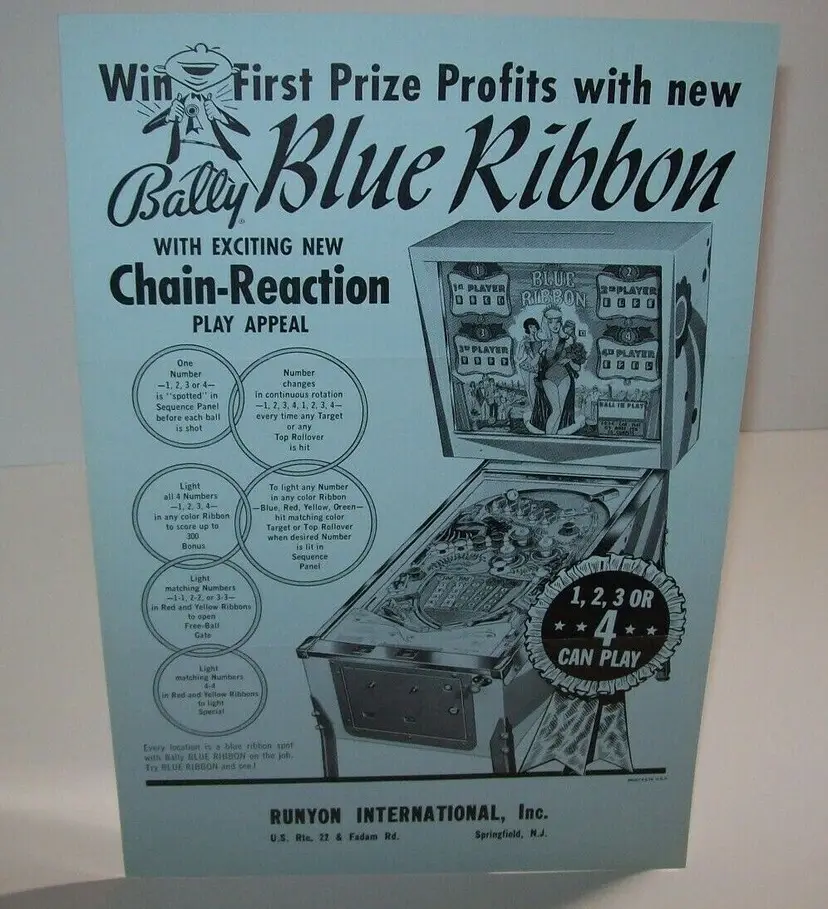 Win First Prize Profits with new
Bally Blue Ribbon
WITH EXCITING NEW
Chain-Reaction
PLAY APPEAL
One
Number
—1, 2, 3 or 4—
is "spotted" in
Sequence Panel
before each ball
is shot
Number
changes
in continuous rotation
—1, 2, 3, 4, 1, 2, 3, 4—
every time any Target
or any
Top Rollover
is hit
Light
all 4 Numbers
—1, 2, 3, 4—
in any color Ribbon
to score up to
300
Bonus
To light any Number
in any color Ribbon
—Blue, Red, Yellow, Green—
hit matching color
Target or Top Rollover
when desired Number
is lit in
Sequence
Panel
Light
matching Numbers
—1-1, 2-2, or 3-3—
in Red and Yellow Ribbons
to open
Free-Ball
Gate
Light
matching Numbers
4-4
in Red and Yellow Ribbons
to light
Special
Every location is a blue ribbon spot
with Bally BLUE RIBBON on the job.
Try BLUE RIBBON and see!
1
1st PLAYER
BLUE
RIBBON
2
2nd PLAYER
3
3rd PLAYER
4
4th PLAYER
BALL IN PLAY
1, 2, 3 OR
4
CAN PLAY
RUNYON INTERNATIONAL, Inc.
U.S. Rte. 22 & Fadam Rd. Springfield, N.J.